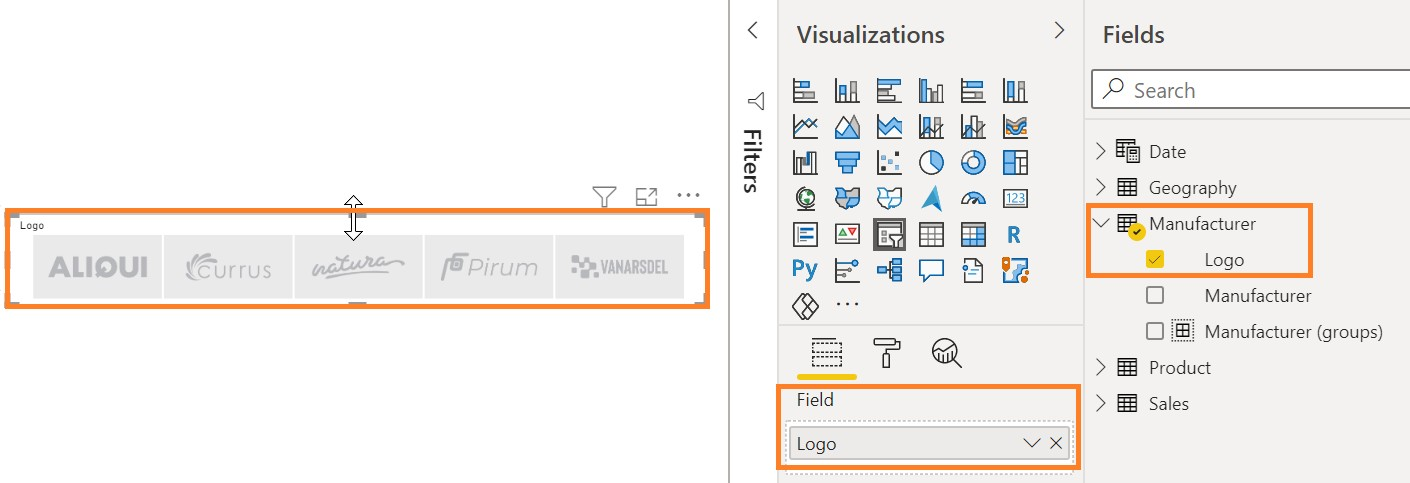 Logo
ALIQUI
currus
natura
Pirum
VANARSDEL
Filters
Visualizations
123
R
Py
Field
Logo
Fields
Search
Date
Geography
Manufacturer
Logo
Manufacturer
Manufacturer (groups)
Product
Sales